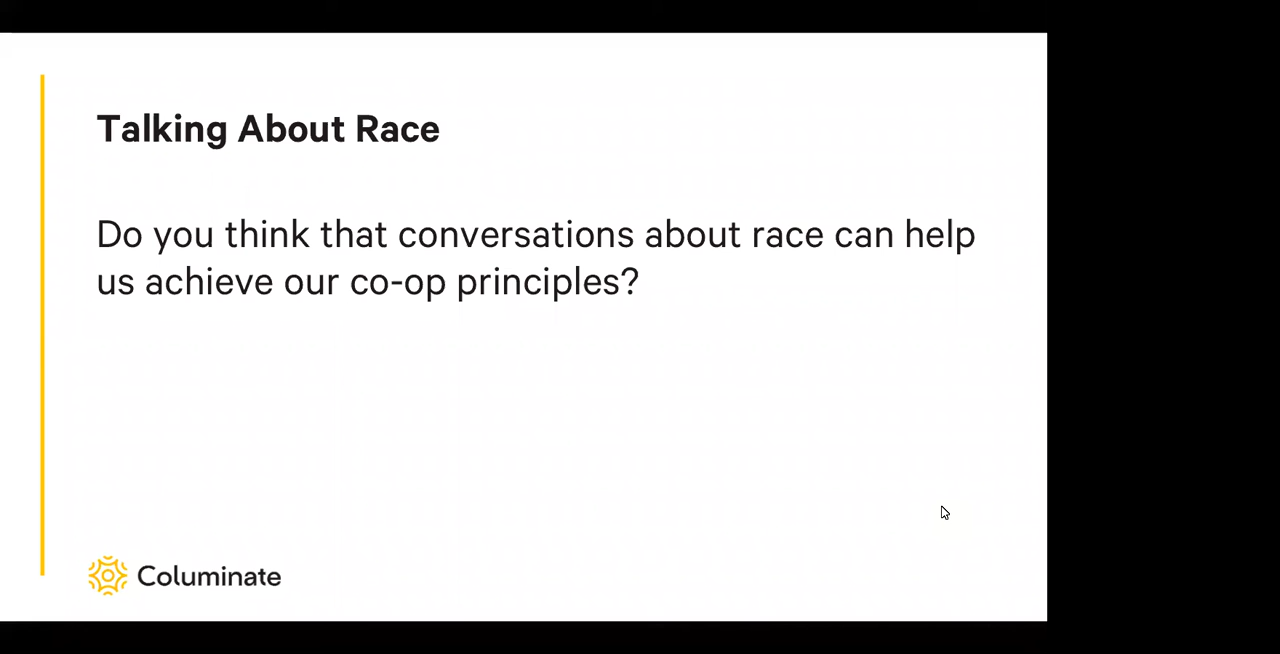 Talking About Race
Do you think that conversations about race can help
us achieve our co-op principles?
Columinate